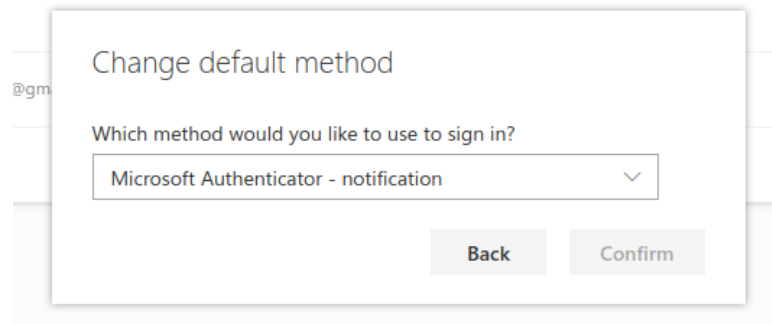 Change default method
@gm
Which method would you like to use to sign in?
Microsoft Authenticator - notification
Back
Confirm